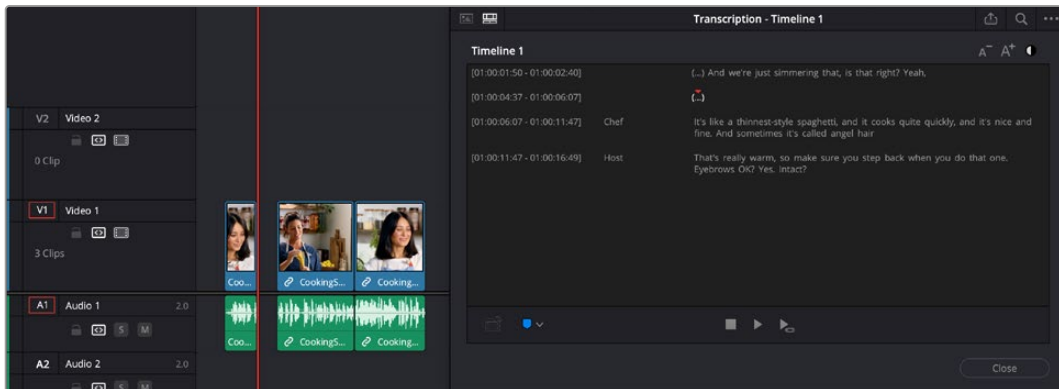 Transcription - Timeline 1
Timeline 1
A- A+
[01:00:01:50 - 01:00:02:40] (...) And we're just simmering that, is that right? Yeah,
[01:00:04:37 - 01:00:06:07] (...)
[01:00:06:07 - 01:00:11:47] Chef It's like a thinnest-style spaghetti, and it cooks quite quickly, and it's nice and
fine. And sometimes it's called angel hair
[01:00:11:47 - 01:00:16:49] Host That's really warm, so make sure you step back when you do that one.
Eyebrows OK? Yes. Intact?
Close
V2 Video 2
0 Clip
V1 Video 1
3 Clips
Coo... CookingS... Cooking...
A1 Audio 1 2.0
S M
Coo... CookingS... Cooking...
A2 Audio 2 2.0
S M